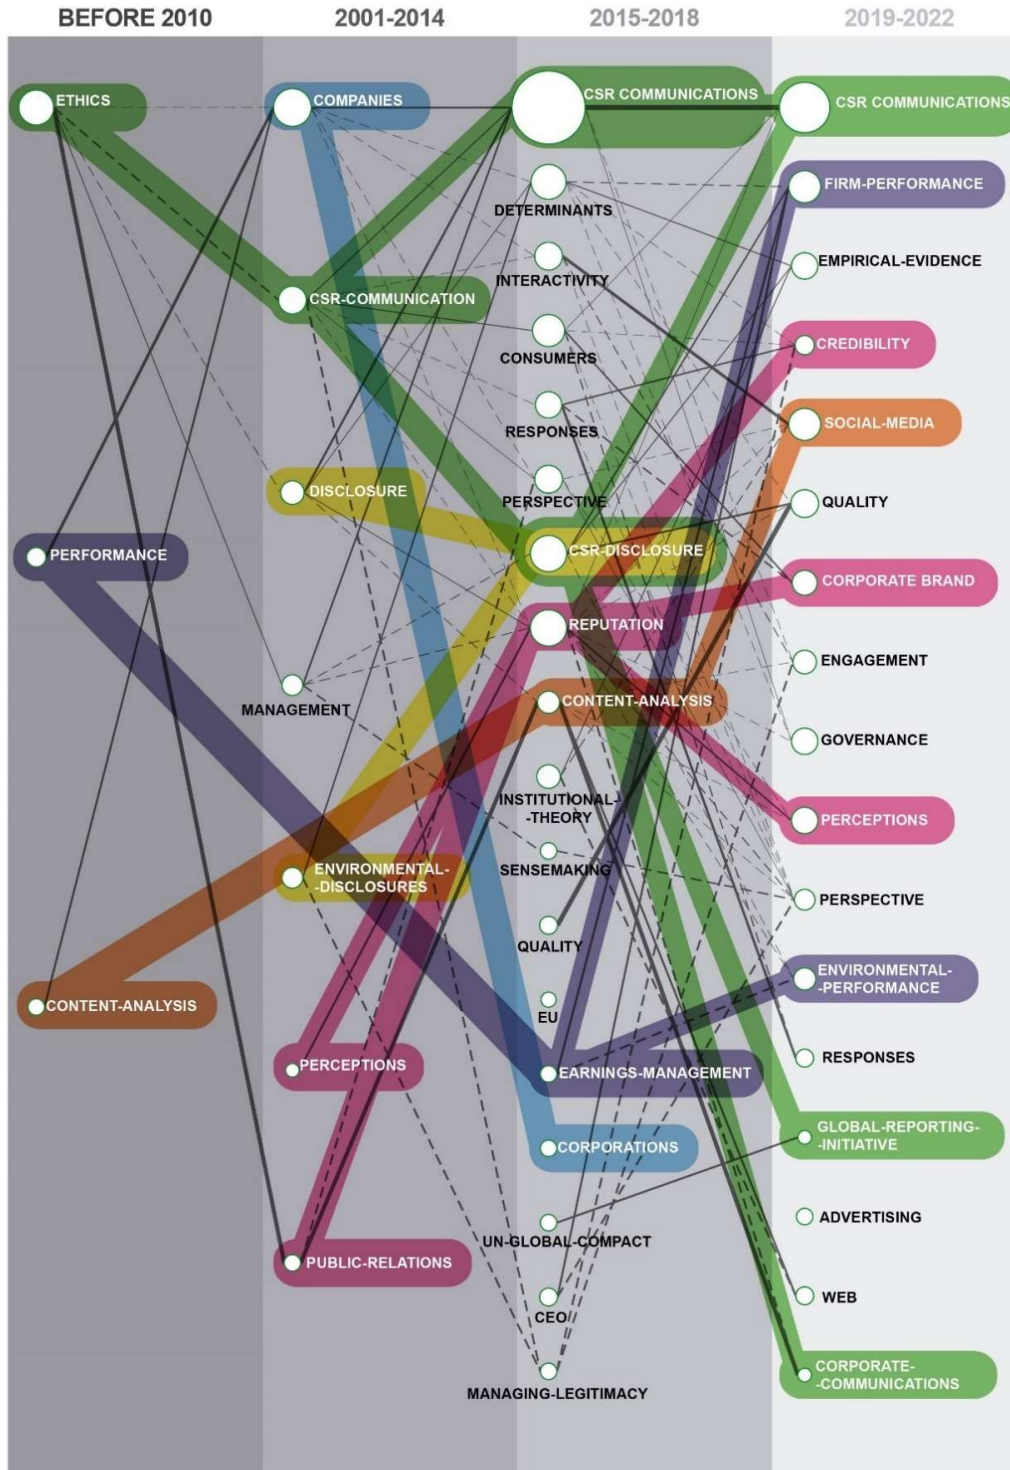 BEFORE 2010
2001-2014
2015-2018
2019-2022
ETHICS
PERFORMANCE
CONTENT-ANALYSIS
COMPANIES
CSR-COMMUNICATION
DISCLOSURE
MANAGEMENT
ENVIRONMENTAL-
-DISCLOSURES
PERCEPTIONS
PUBLIC-RELATIONS
CSR COMMUNICATIONS
DETERMINANTS
INTERACTIVITY
CONSUMERS
RESPONSES
PERSPECTIVE
CSR-DISCLOSURE
REPUTATION
CONTENT-ANALYSIS
INSTITUTIONAL-
-THEORY
SENSEMAKING
QUALITY
EU
EARNINGS-MANAGEMENT
CORPORATIONS
UN-GLOBAL-COMPACT
CEO
MANAGING-LEGITIMACY
CSR COMMUNICATIONS
FIRM-PERFORMANCE
EMPIRICAL-EVIDENCE
CREDIBILITY
SOCIAL-MEDIA
QUALITY
CORPORATE BRAND
ENGAGEMENT
GOVERNANCE
PERCEPTIONS
PERSPECTIVE
ENVIRONMENTAL-
-PERFORMANCE
RESPONSES
GLOBAL-REPORTING-
-INITIATIVE
ADVERTISING
WEB
CORPORATE-
-COMMUNICATIONS